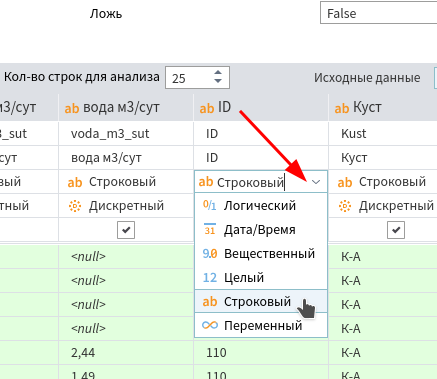 Ложь False
Кол-во строк для анализа 25 Исходные данные
м3/сут ab вода м3/сут ab ID ab Куст
3_sut voda_m3_sut ID Kust
сут вода м3/сут ID Куст
вый ab Строковый ab Строковый ab Строковый
тный Дискретный Дискретный
0/1 Логический
<null> 31 Дата/Время К-А
<null> 9.0 Вещественный К-А
12 Целый
<null> ab Строковый К-А
<null> Переменный К-А
2,44 110 К-А
1,49 110 К-А